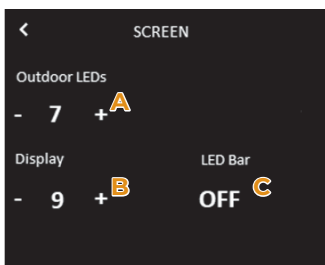 < SCREEN
Outdoor LEDs
- 7 + A
Display LED Bar
- 9 + B OFF C